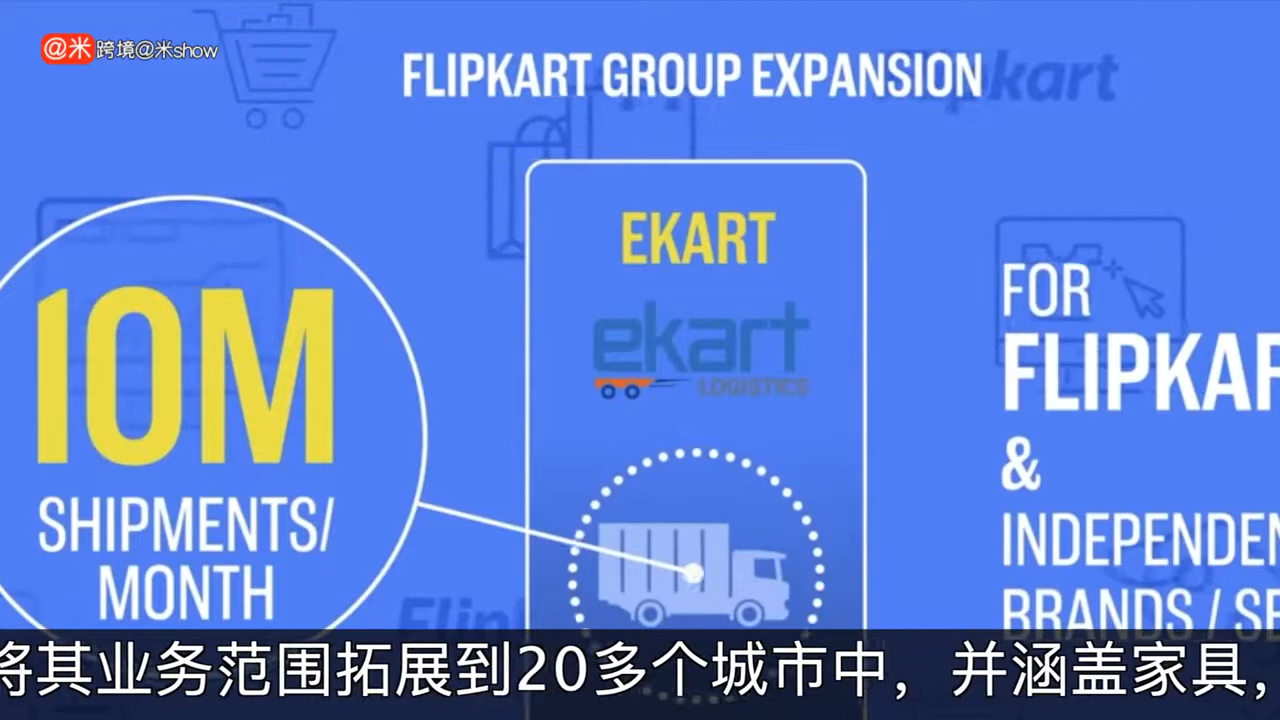 @米 跨境@米show
FLIPKART GROUP EXPANSION
Flipkart
EKART
ekart
LOGISTICS
10M
SHIPMENTS/
MONTH
FOR
FLIPKAR
&
INDEPENDEN
BRANDS / SE
Flipk
将其业务范围拓展到20多个城市中，并涵盖家具，